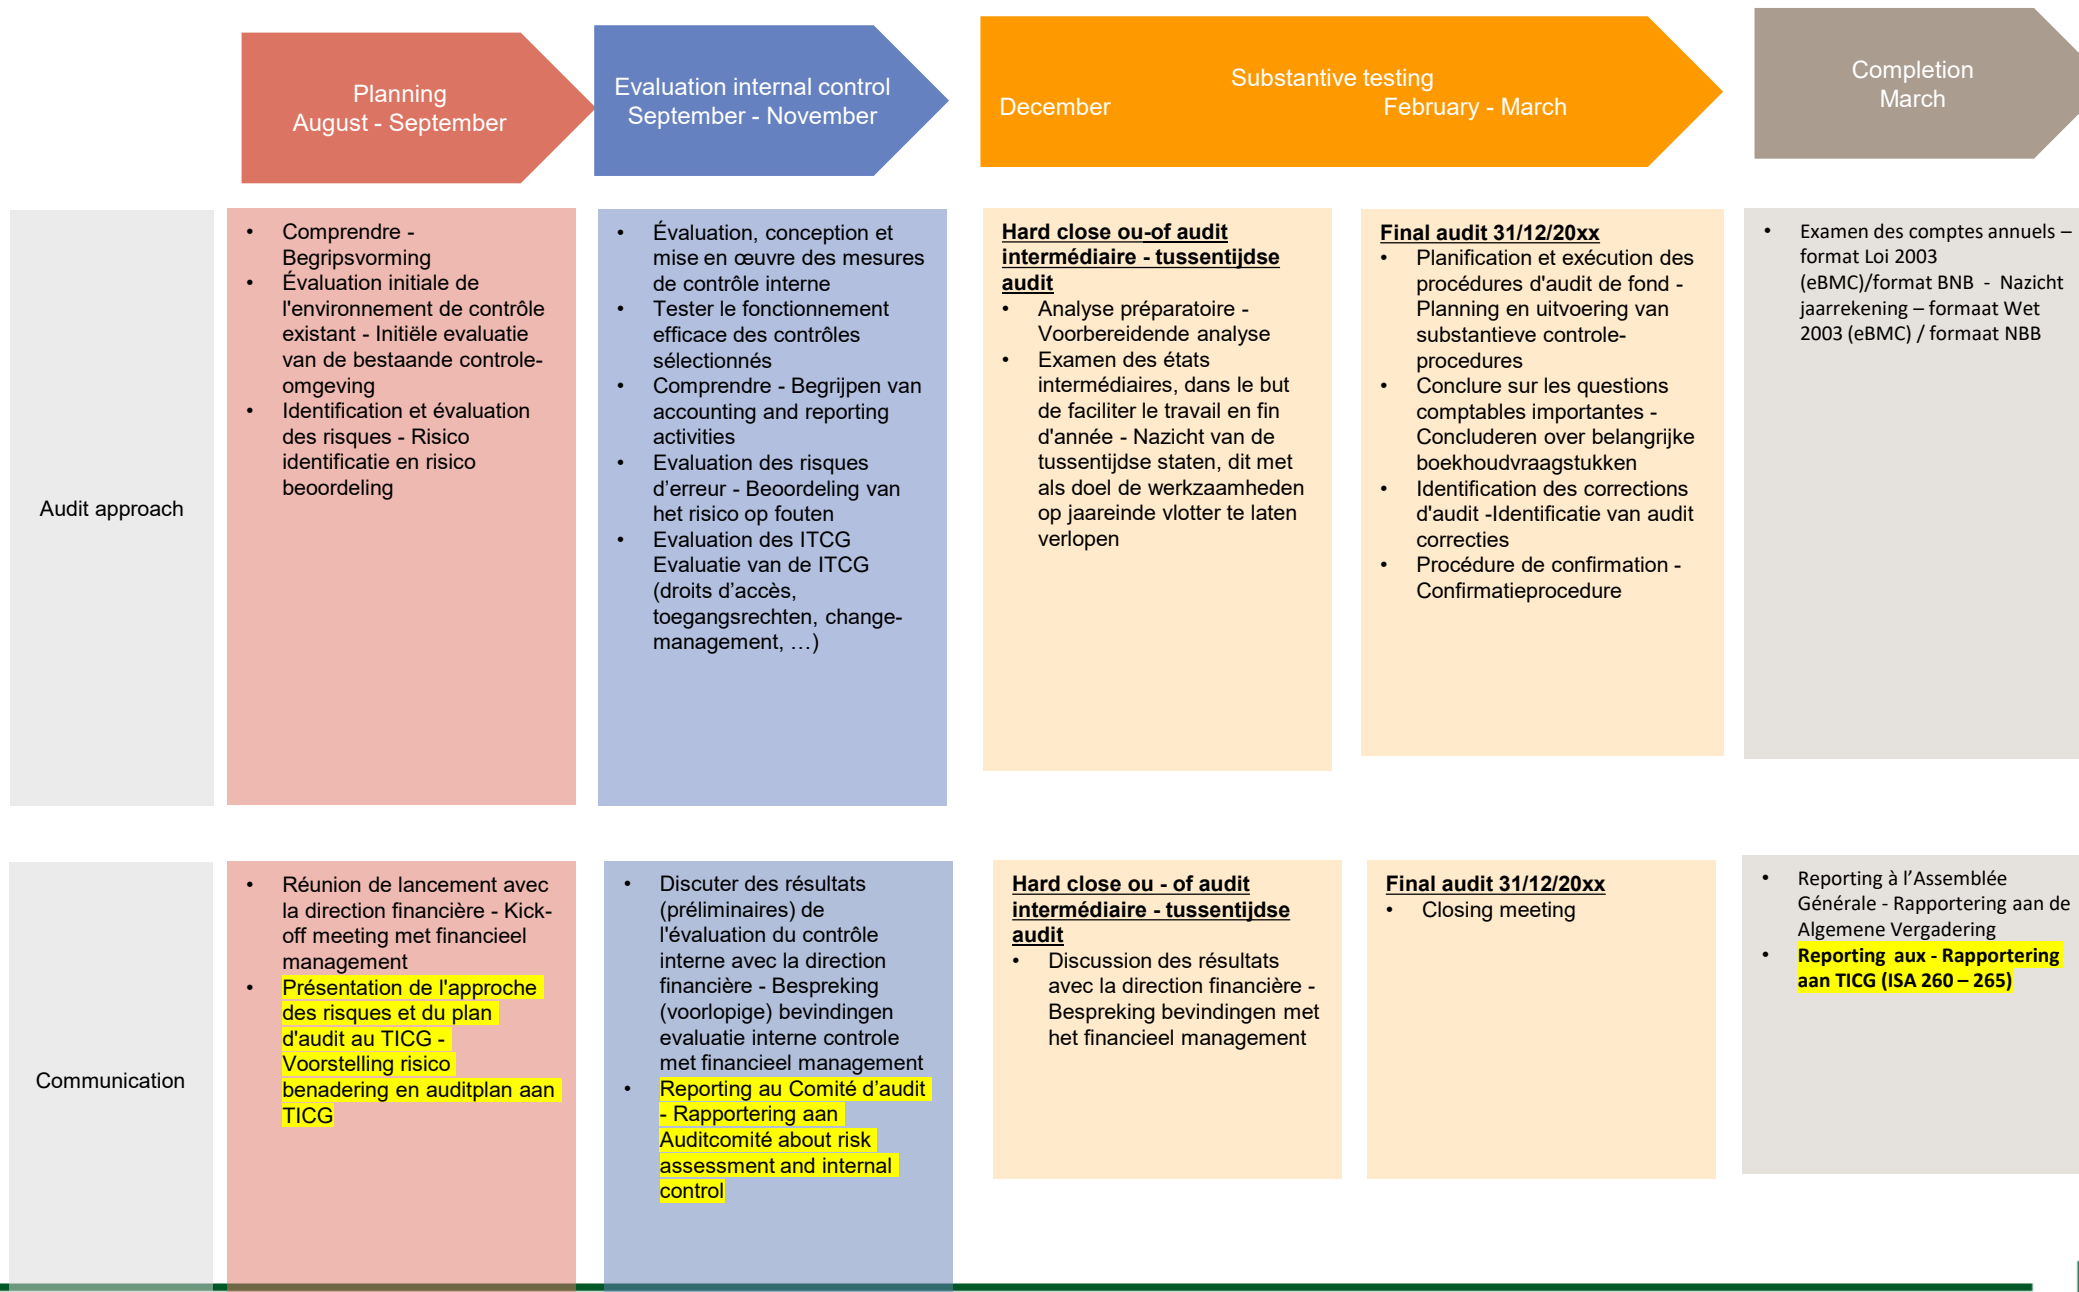 Planning
August - September
Evaluation internal control
September - November
Substantive testing
December
February - March
Completion
March
Audit approach
• Comprendre -
Begripsvorming
• Évaluation initiale de
l'environnement de contrôle
existant - Initiële evaluatie
van de bestaande controle-
omgeving
• Identification et évaluation
des risques - Risico
identificatie en risico
beoordeling
• Évaluation, conception et
mise en œuvre des mesures
de contrôle interne
• Tester le fonctionnement
efficace des contrôles
sélectionnés
• Comprendre - Begrijpen van
accounting and reporting
activities
• Evaluation des risques
d’erreur - Beoordeling van
het risico op fouten
• Evaluation des ITCG
Evaluatie van de ITCG
(droits d’accès,
toegangsrechten, change-
management, …)
Hard close ou-of audit
intermédiaire - tussentijdse
audit
• Analyse préparatoire -
Voorbereidende analyse
• Examen des états
intermédiaires, dans le but
de faciliter le travail en fin
d'année - Nazicht van de
tussentijdse staten, dit met
als doel de werkzaamheden
op jaareinde vlotter te laten
verlopen
Final audit 31/12/20xx
• Planification et exécution des
procédures d'audit de fond -
Planning en uitvoering van
substantieve controle-
procedures
• Conclure sur les questions
comptables importantes -
Concluderen over belangrijke
boekhoudvraagstukken
• Identification des corrections
d'audit -Identificatie van audit
correcties
• Procédure de confirmation -
Confirmatieprocedure
• Examen des comptes annuels –
format Loi 2003
(eBMC)/format BNB - Nazicht
jaarrekening – formaat Wet
2003 (eBMC) / formaat NBB
Communication
• Réunion de lancement avec
la direction financière - Kick-
off meeting met financieel
management
• Présentation de l'approche
des risques et du plan
d'audit au TICG -
Voorstelling risico
benadering en auditplan aan
TICG
• Discuter des résultats
(préliminaires) de
l'évaluation du contrôle
interne avec la direction
financière - Bespreking
(voorlopige) bevindingen
evaluatie interne controle
met financieel management
• Reporting au Comité d’audit
- Rapportering aan
Auditcomité about risk
assessment and internal
control
Hard close ou - of audit
intermédiaire - tussentijdse
audit
• Discussion des résultats
avec la direction financière -
Bespreking bevindingen met
het financieel management
Final audit 31/12/20xx
• Closing meeting
• Reporting à l’Assemblée
Générale - Rapportering aan de
Algemene Vergadering
• Reporting aux - Rapportering
aan TICG (ISA 260 – 265)